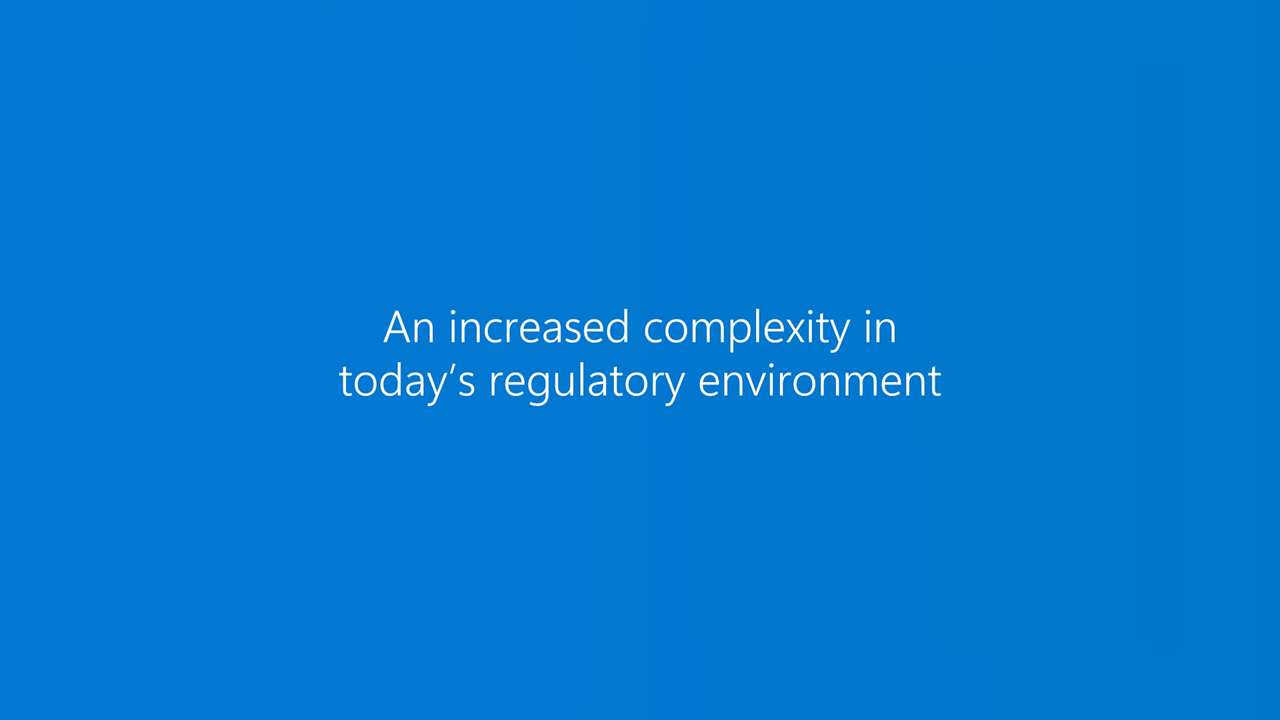 An increased complexity in
today’s regulatory environment